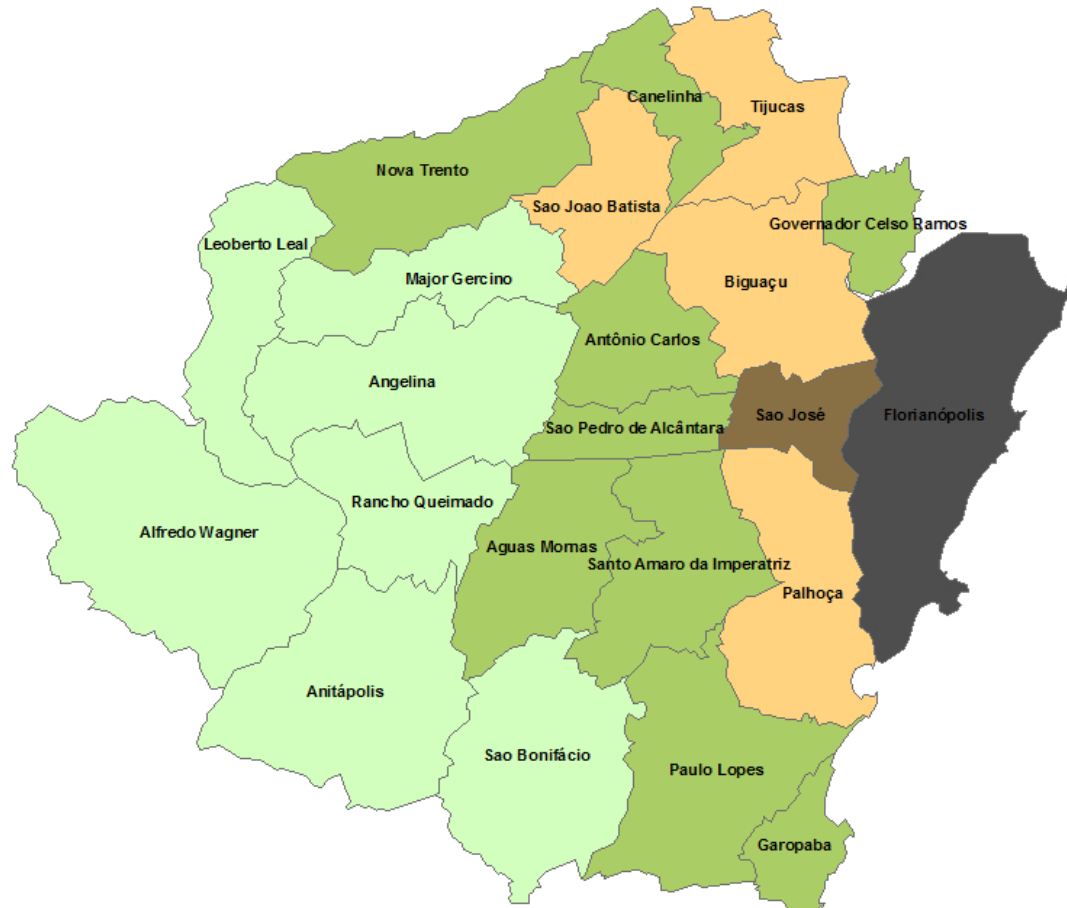 Canelinha
Tijucas
Nova Trento
Sao Joao Batista
Governador Celso Ramos
Leoberto Leal
Major Gercino
Biguaçu
Antônio Carlos
Angelina
Sao José
Florianópolis
Sao Pedro de Alcântara
Rancho Queimado
Alfredo Wagner
Aguas Mornas
Santo Amaro da Imperatriz
Palhoça
Anitápolis
Sao Bonifácio
Paulo Lopes
Garopaba